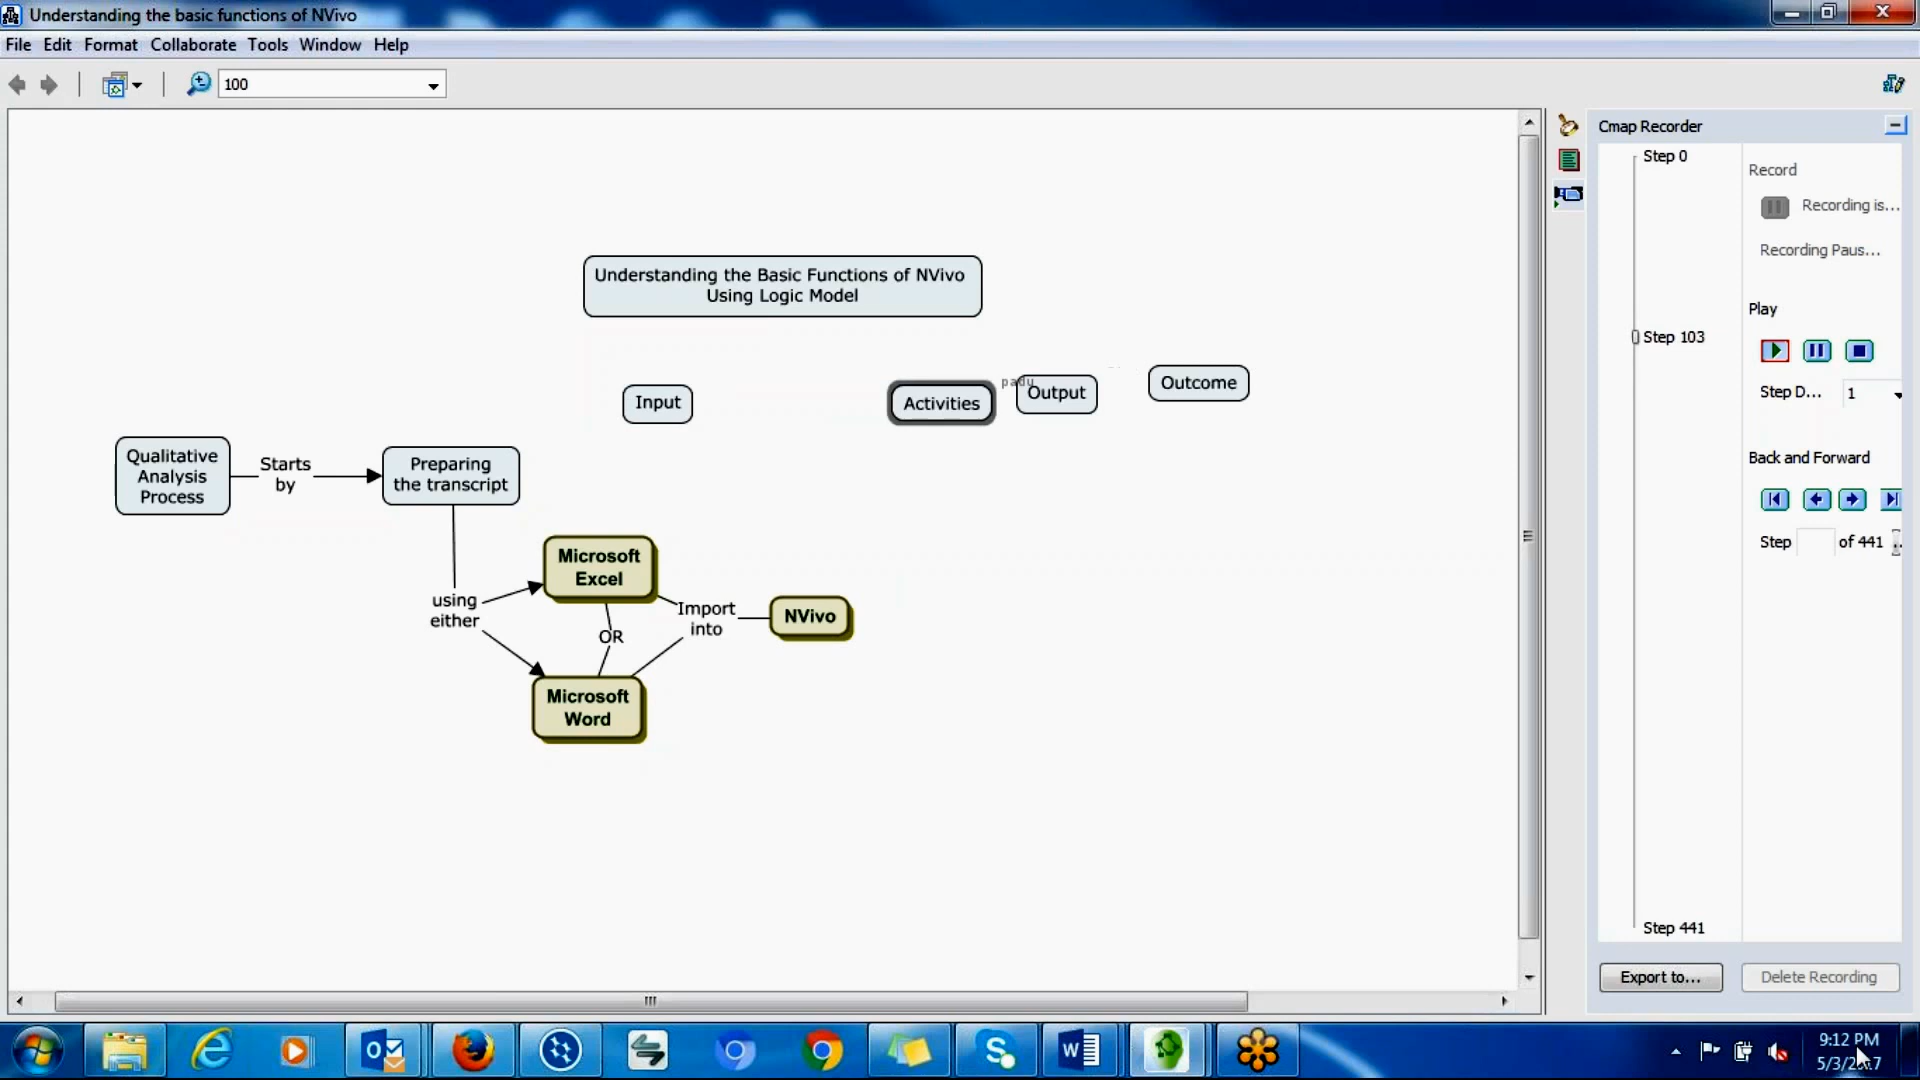 Understanding the basic functions of NVivo
File Edit Format Collaborate Tools Window Help
100
Cmap Recorder
Step 0
Step 103
Step 441
Record
Recording is...
Recording Paus...
Play
Step D... 1
Back and Forward
Step of 441
Export to...
Delete Recording
Understanding the Basic Functions of NVivo
Using Logic Model
Input
Activities
padu
Output
Outcome
Qualitative
Analysis
Process
Starts
by
Preparing
the transcript
using
either
Microsoft
Excel
OR
Microsoft
Word
Import
into
NVivo
9:12 PM